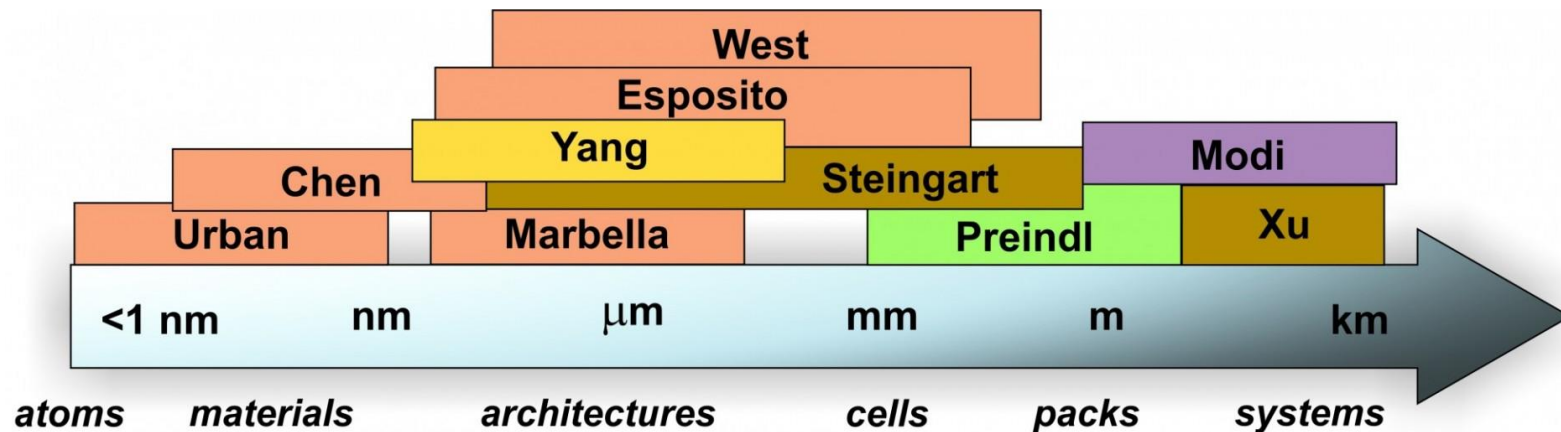 West
Esposito
Yang
Modi
Chen
Steingart
Urban
Marbella
Preindl
Xu
<1 nm nm μm mm m km
atoms materials architectures cells packs systems